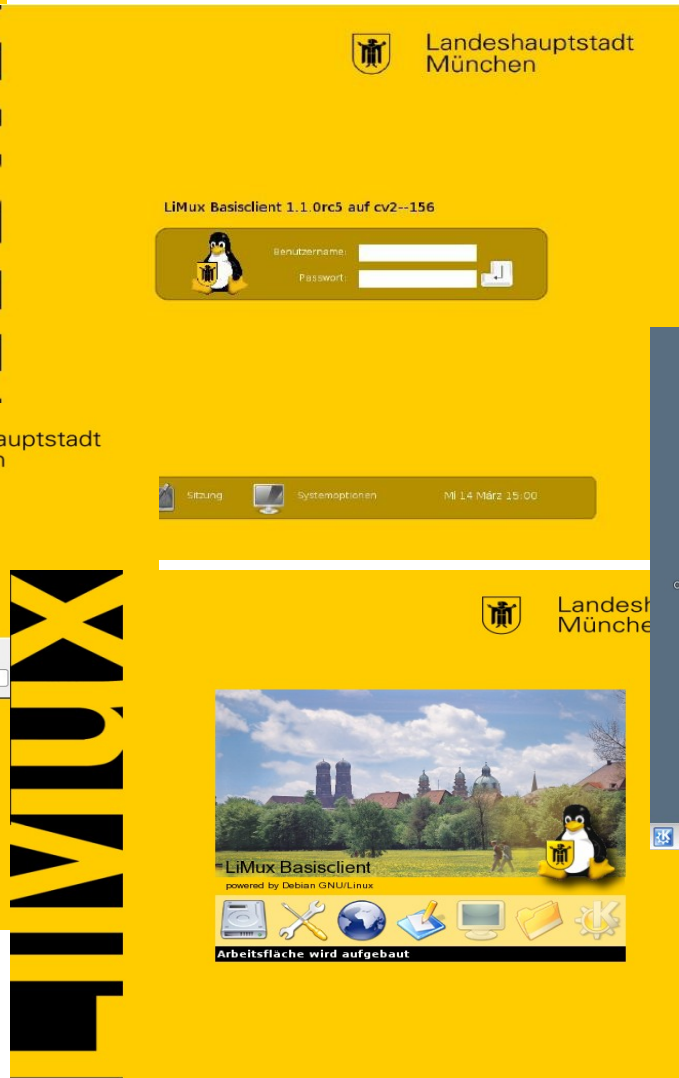 Landeshauptstadt
München
LiMux Basisclient 1.1.0rc5 auf cv2--156
Benutzername:
Passwort:
auptstadt
n
Sitzung
Systemoptionen
Mi 14 März 15:00
LiMux
Landesh
Münche
LiMux Basisclient
powered by Debian GNU/Linux
Arbeitsfläche wird aufgebaut